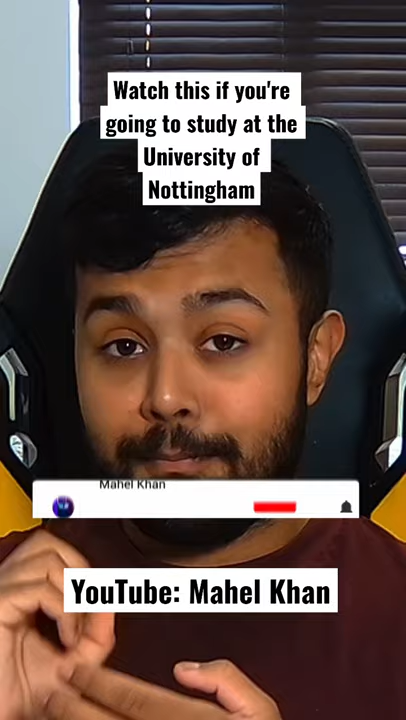 Watch this if you're
going to study at the
University of
Nottingham
Mahel Khan
YouTube: Mahel Khan